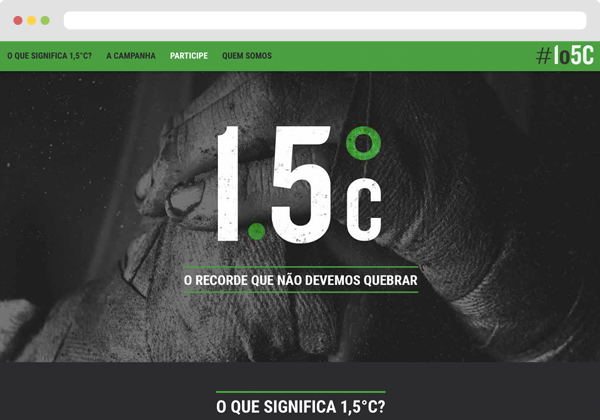 O QUE SIGNIFICA 1,5°C? A CAMPANHA PARTICIPE QUEM SOMOS #1o5C
1.5°C
O RECORDE QUE NÃO DEVEMOS QUEBRAR
O QUE SIGNIFICA 1,5°C?